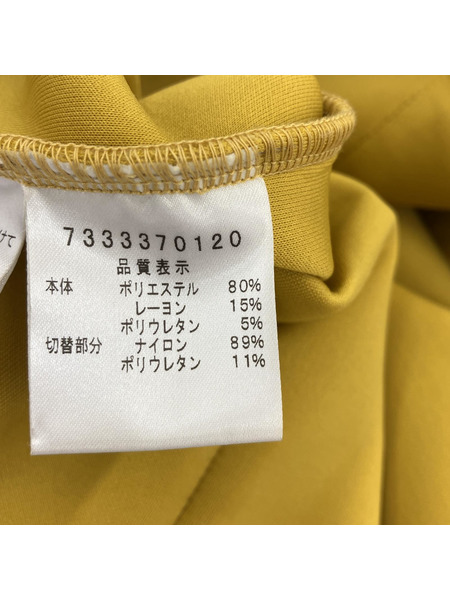 7333370120
品質表示
本体 ポリエステル 80%
レーヨン 15%
ポリウレタン 5%
切替部分 ナイロン 89%
ポリウレタン 11%
けて